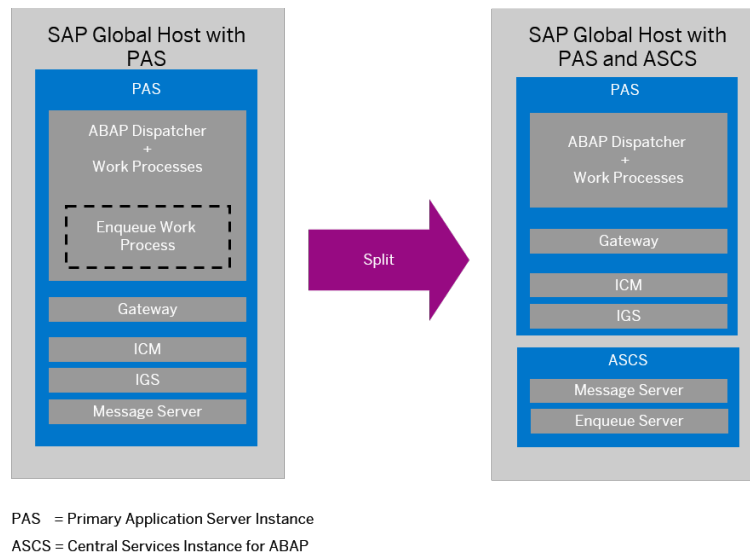 SAP Global Host with
PAS
PAS
ABAP Dispatcher
+
Work Processes
Enqueue Work
Process
Gateway
ICM
IGS
Message Server
Split
SAP Global Host with
PAS and ASCS
PAS
ABAP Dispatcher
+
Work Processes
Gateway
ICM
IGS
ASCS
Message Server
Enqueue Server
PAS = Primary Application Server Instance
ASCS = Central Services Instance for ABAP